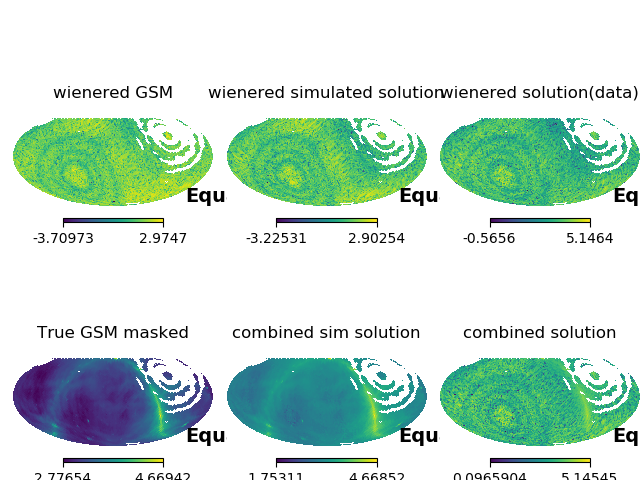 wienered GSM wienered simulated solution wienered solution(data)
Equ Equ Eq
-3.70973 2.9747 -3.22531 2.90254 -0.5656 5.1464
True GSM masked combined sim solution combined solution
Equ Equ Eq
2.77654 4.66942 1.75311 4.66852 0.0965904 5.14545